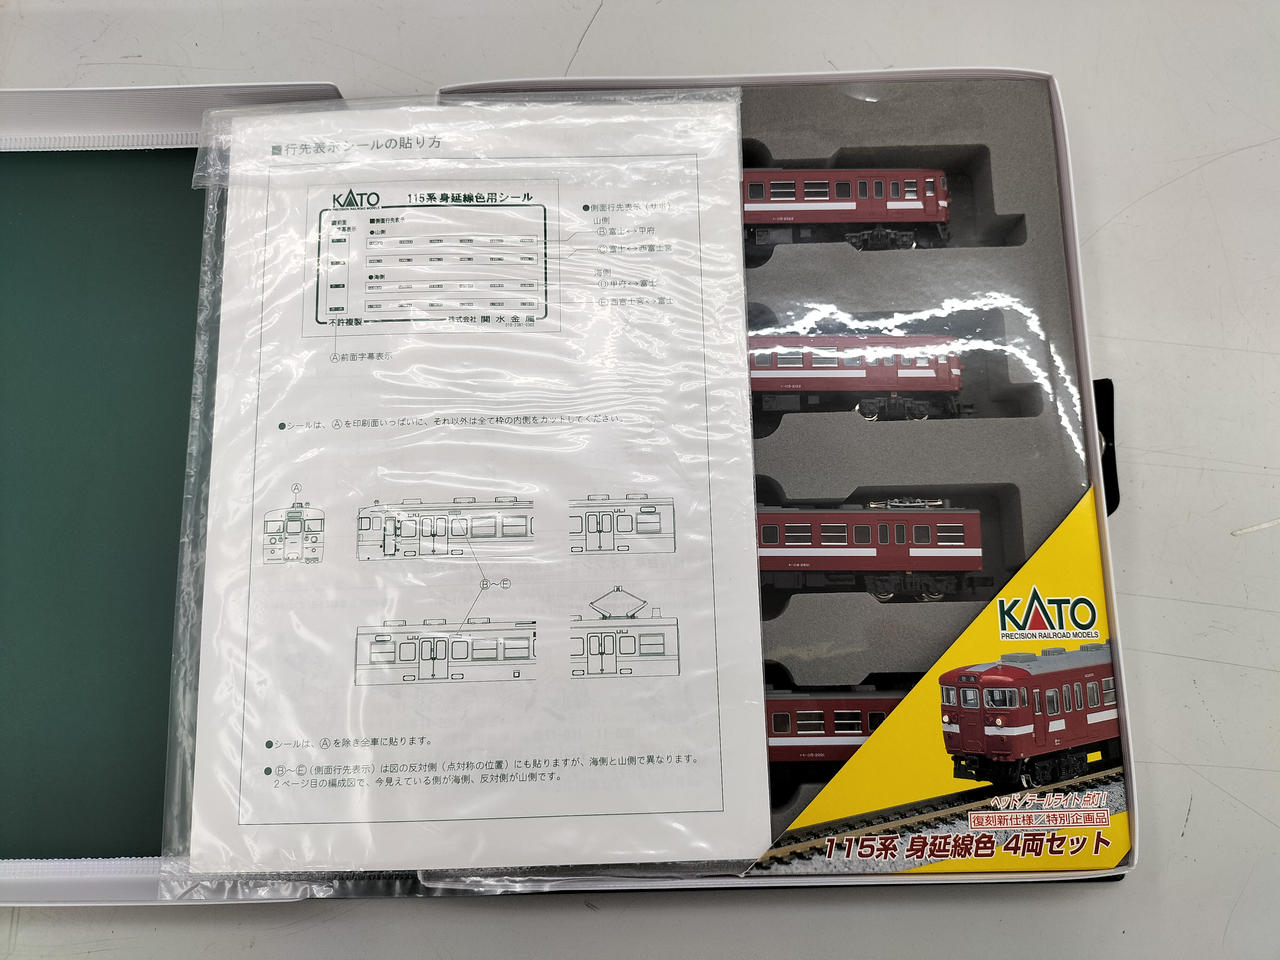 ■行先表示シールの貼り方
KATO
PRECISION RAILROAD MODELS
115系 身延線色用シール
■前面
字幕表示
■側面行先表示
●山側
●海側
不許複製
株式会社 関水金属
●側面行先表示(サボ)
山側
Ⓑ富士⇔甲府
Ⓒ富士⇔西富士宮
海側
Ⓓ甲府⇔富士
Ⓔ西富士宮⇔富士
Ⓐ前面字幕表示
●シールは、Ⓐを印刷面いっぱいに、それ以外は全て枠の内側をカットしてください。
Ⓐ
Ⓑ～Ⓔ
●シールは、Ⓐを除き全車に貼ります。
●Ⓑ～Ⓔ(側面行先表示)は図の反対側(点対称の位置)にも貼りますが、海側と山側で異なります。
2ページ目の編成図で、今見えている側が海側、反対側が山側です。
KATO
PRECISION RAILROAD MODELS
普通
ヘッド/テールライト点灯!
復刻新仕様/特別企画品
115系 身延線色 4両セット